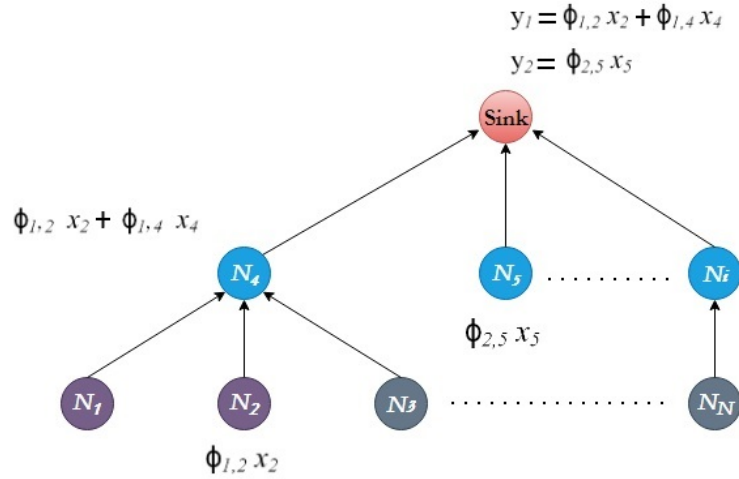 y₁ = ϕ₁,₂ x₂ + ϕ₁,₄ x₄
y₂ = ϕ₂,₅ x₅
Sink
ϕ₁,₂ x₂ + ϕ₁,₄ x₄
N₄
N₅
Nᵢ
ϕ₂,₅ x₅
N₁
N₂
N₃
N_N
ϕ₁,₂ x₂